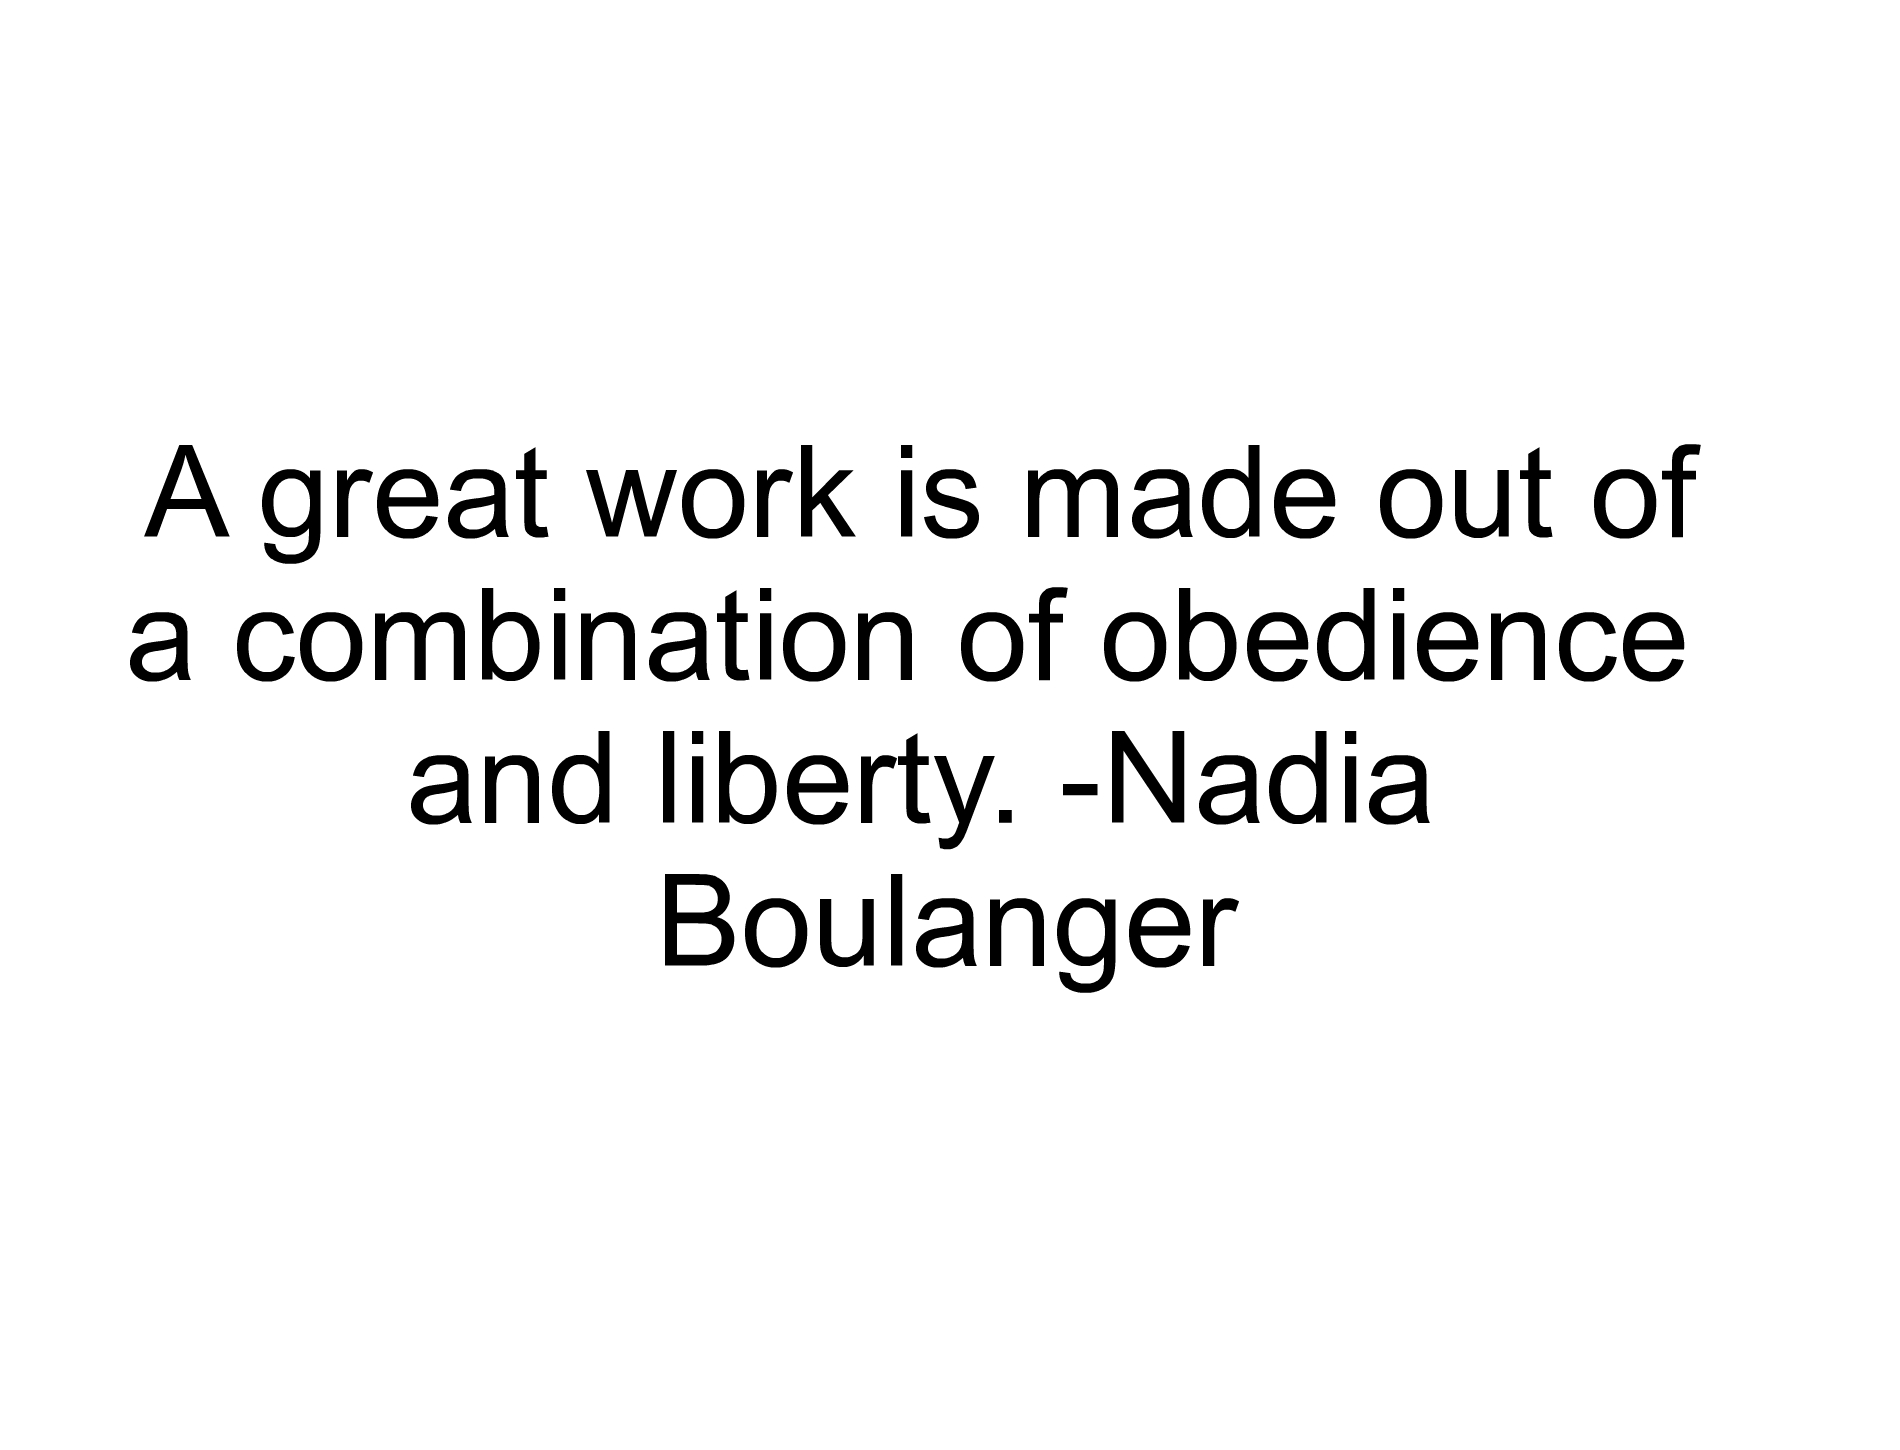 A great work is made out of
a combination of obedience
and liberty. -Nadia
Boulanger